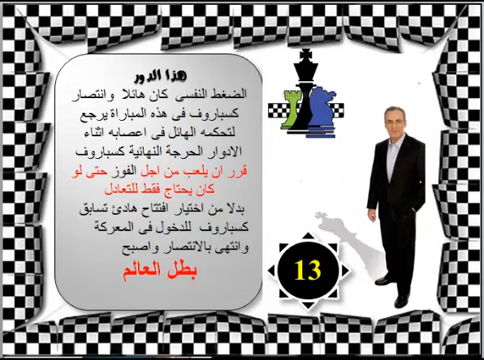 هذا الدور
الضغط النفسى كان هائلا وانتصار
كسباروف فى هذه المباراة يرجع
لتحكمه الهائل فى اعصابه اثناء
الادوار الحرجة النهائية كسباروف
قرر ان يلعب من اجل الفوز حتى لو
كان يحتاج فقط للتعادل
بدلا من اختيار افتتاح هادئ تسابق
كسباروف للدخول فى المعركة
وانتهى بالانتصار واصبح
بطل العالم
13